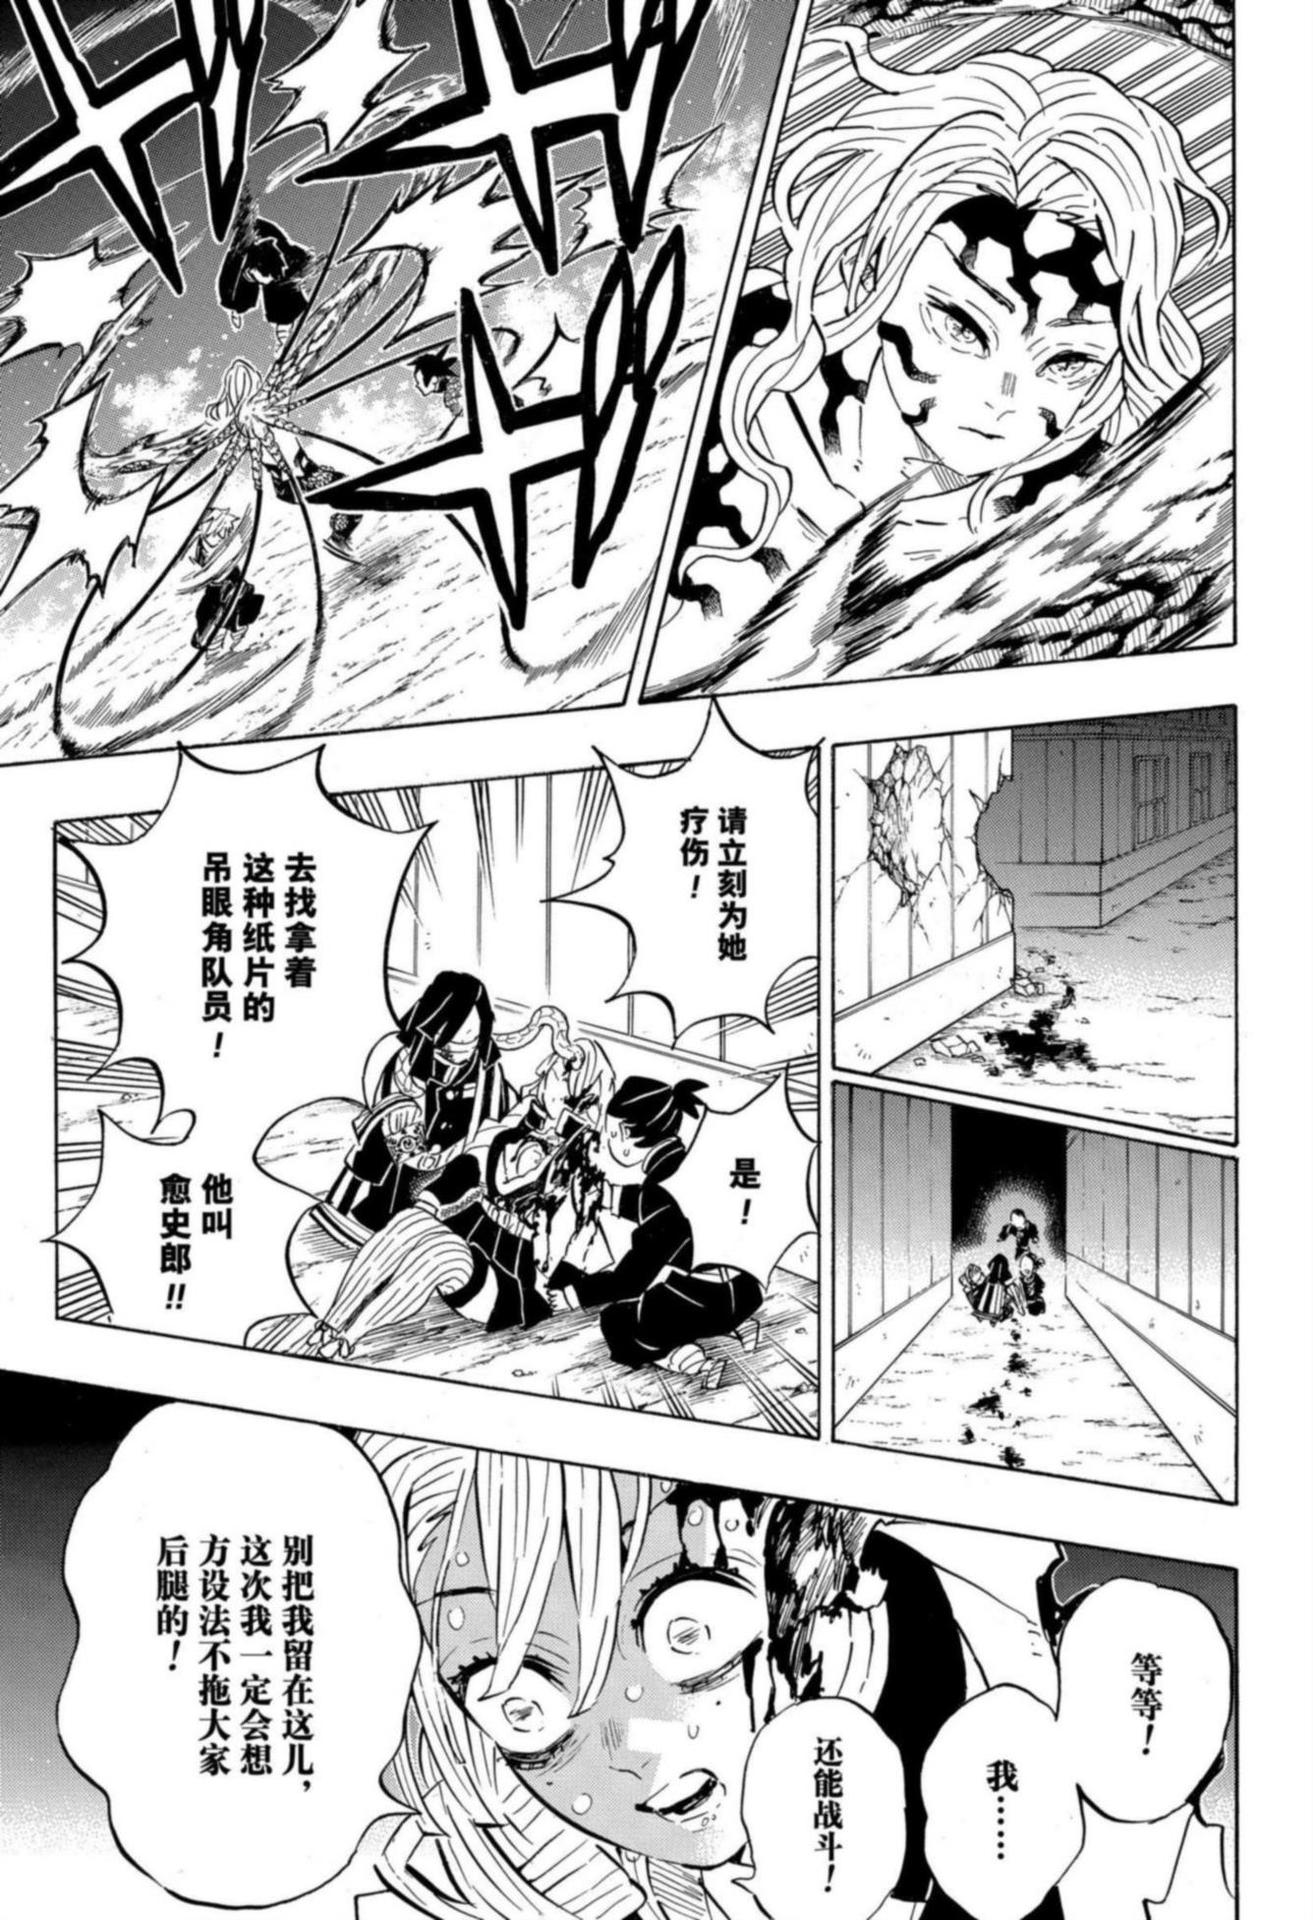 请立刻为她
疗伤！
是！
去找拿着
这种纸片的
吊眼角队员！
他叫
愈史郎！！
等等！
我……
还能战斗！
别把我留在这儿，
这次我一定会想
方设法不拖大家
后腿的！